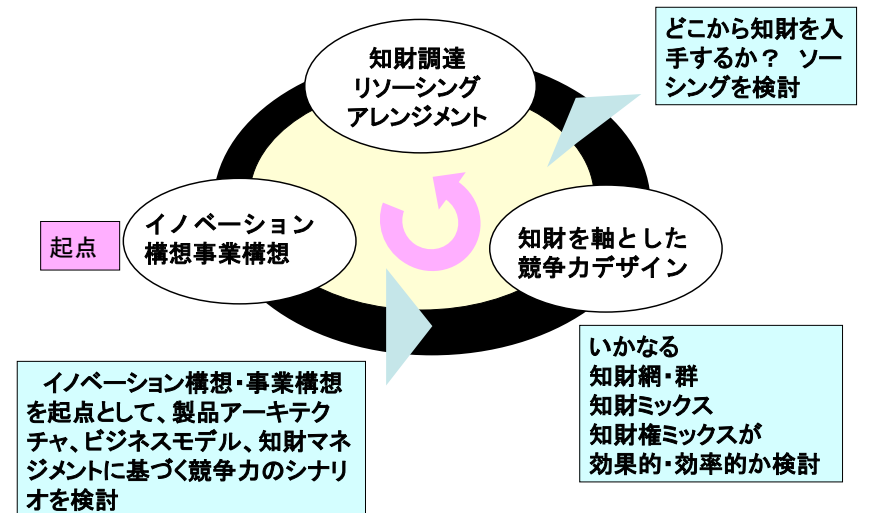 知財調達
リソーシング
アレンジメント
どこから知財を入
手するか？　ソー
シングを検討
起点
イノベーション
構想事業構想
知財を軸とした
競争力デザイン
イノベーション構想・事業構想
を起点として、製品アーキテク
チャ、ビジネスモデル、知財マネ
ジメントに基づく競争力のシナリ
オを検討
いかなる
知財網・群
知財ミックス
知財権ミックスが
効果的・効率的か検討